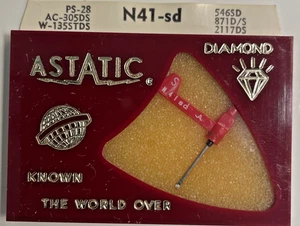 PS-28
AC-305DS
W-135STDS
N41-sd
546SD
871D/S
2117DS
DIAMOND
ASTATIC
KNOWN
THE WORLD OVER